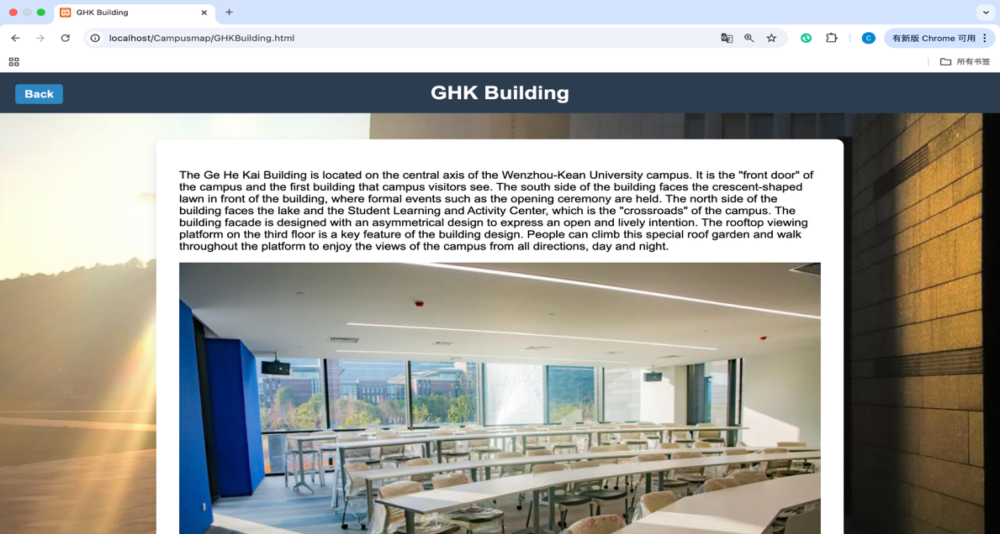 GHK Building
localhost/Campusmap/GHKBuilding.html
C
有新版 Chrome 可用
所有书签
Back
GHK Building
The Ge He Kai Building is located on the central axis of the Wenzhou-Kean University campus. It is the "front door" of
the campus and the first building that campus visitors see. The south side of the building faces the crescent-shaped
lawn in front of the building, where formal events such as the opening ceremony are held. The north side of the
building faces the lake and the Student Learning and Activity Center, which is the "crossroads" of the campus. The
building facade is designed with an asymmetrical design to express an open and lively intention. The rooftop viewing
platform on the third floor is a key feature of the building design. People can climb this special roof garden and walk
throughout the platform to enjoy the views of the campus from all directions, day and night.